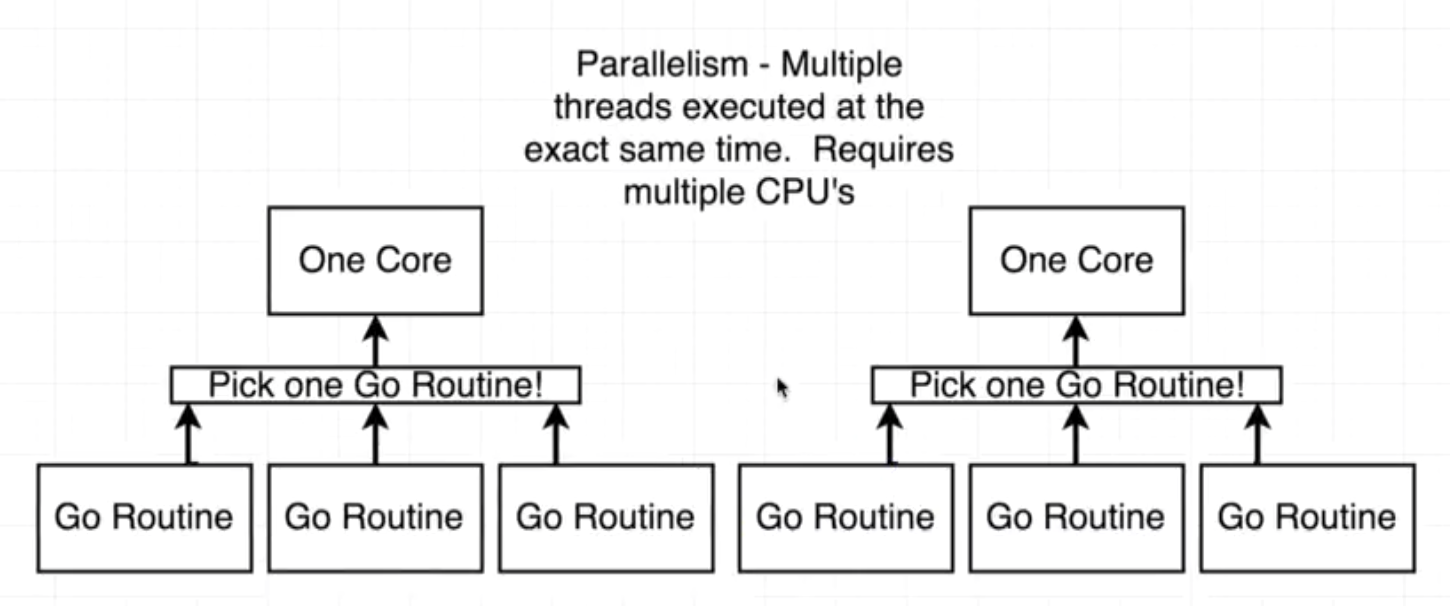 Parallelism - Multiple
threads executed at the
exact same time.  Requires
multiple CPU's
One Core
One Core
Pick one Go Routine!
Pick one Go Routine!
Go Routine
Go Routine
Go Routine
Go Routine
Go Routine
Go Routine